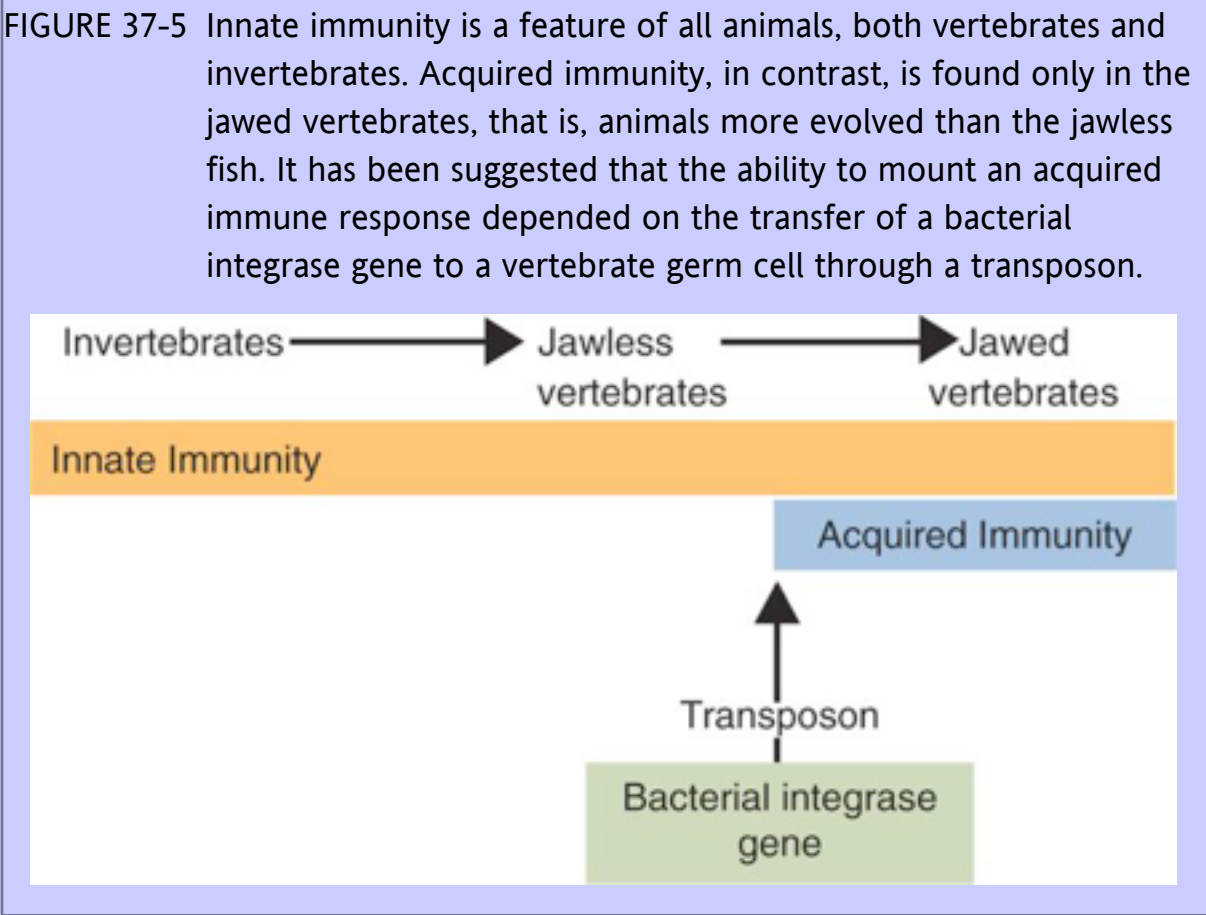 FIGURE 37-5 Innate immunity is a feature of all animals, both vertebrates and
invertebrates. Acquired immunity, in contrast, is found only in the
jawed vertebrates, that is, animals more evolved than the jawless
fish. It has been suggested that the ability to mount an acquired
immune response depended on the transfer of a bacterial
integrase gene to a vertebrate germ cell through a transposon.
Invertebrates
Jawless
vertebrates
Jawed
vertebrates
Innate Immunity
Acquired Immunity
Transposon
Bacterial integrase
gene